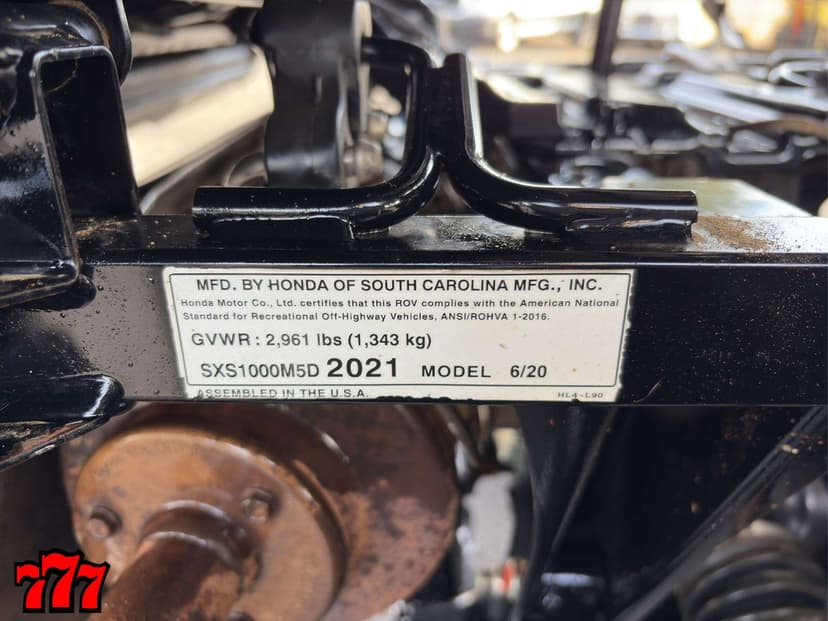 MFD. BY HONDA OF SOUTH CAROLINA MFG., INC.
Honda Motor Co., Ltd. certifies that this ROV complies with the American National
Standard for Recreational Off-Highway Vehicles, ANSI/ROHVA 1-2016.
GVWR : 2,961 lbs (1,343 kg)
SXS1000M5D 2021 MODEL 6/20
ASSEMBLED IN THE U.S.A. HL4-L90
777